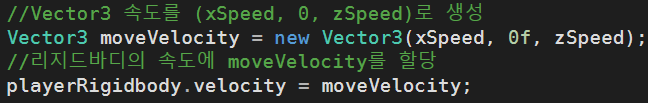 //Vector3 속도를 (xSpeed, 0, zSpeed)로 생성
Vector3 moveVelocity = new Vector3(xSpeed, 0f, zSpeed);
//리지드바디의 속도에 moveVelocity를 할당
playerRigidbody.velocity = moveVelocity;